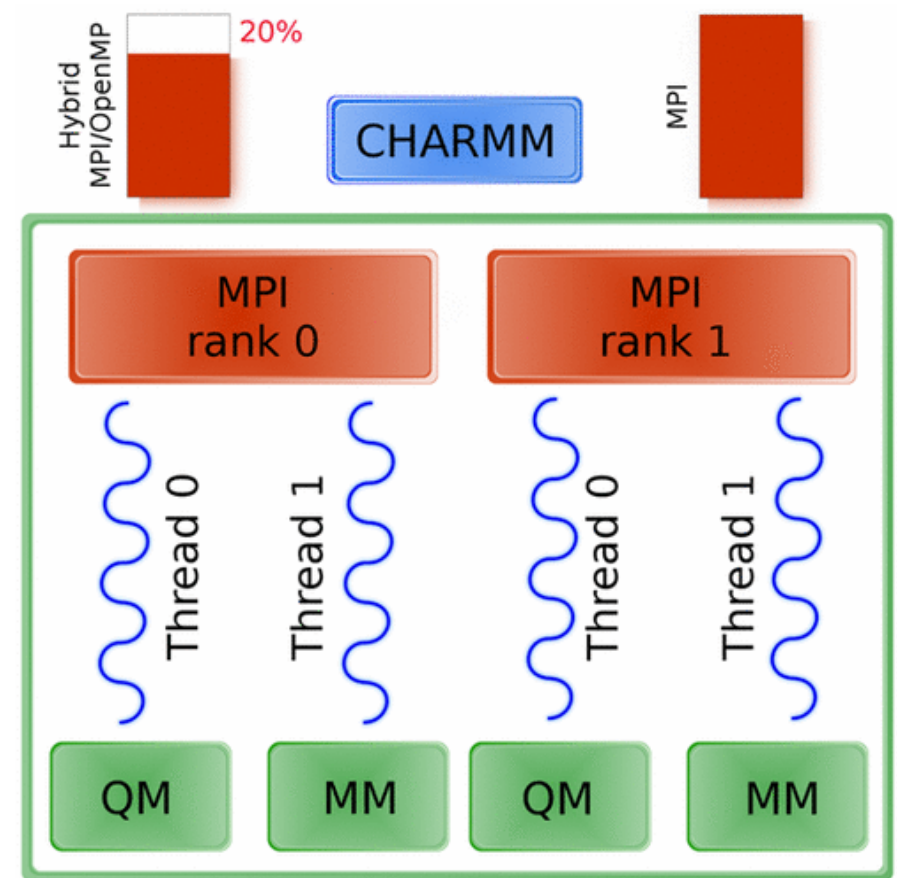 Hybrid
MPI/OpenMP
20%
CHARMM
MPI
MPI
rank 0
MPI
rank 1
Thread 0
Thread 1
Thread 0
Thread 1
QM
MM
QM
MM